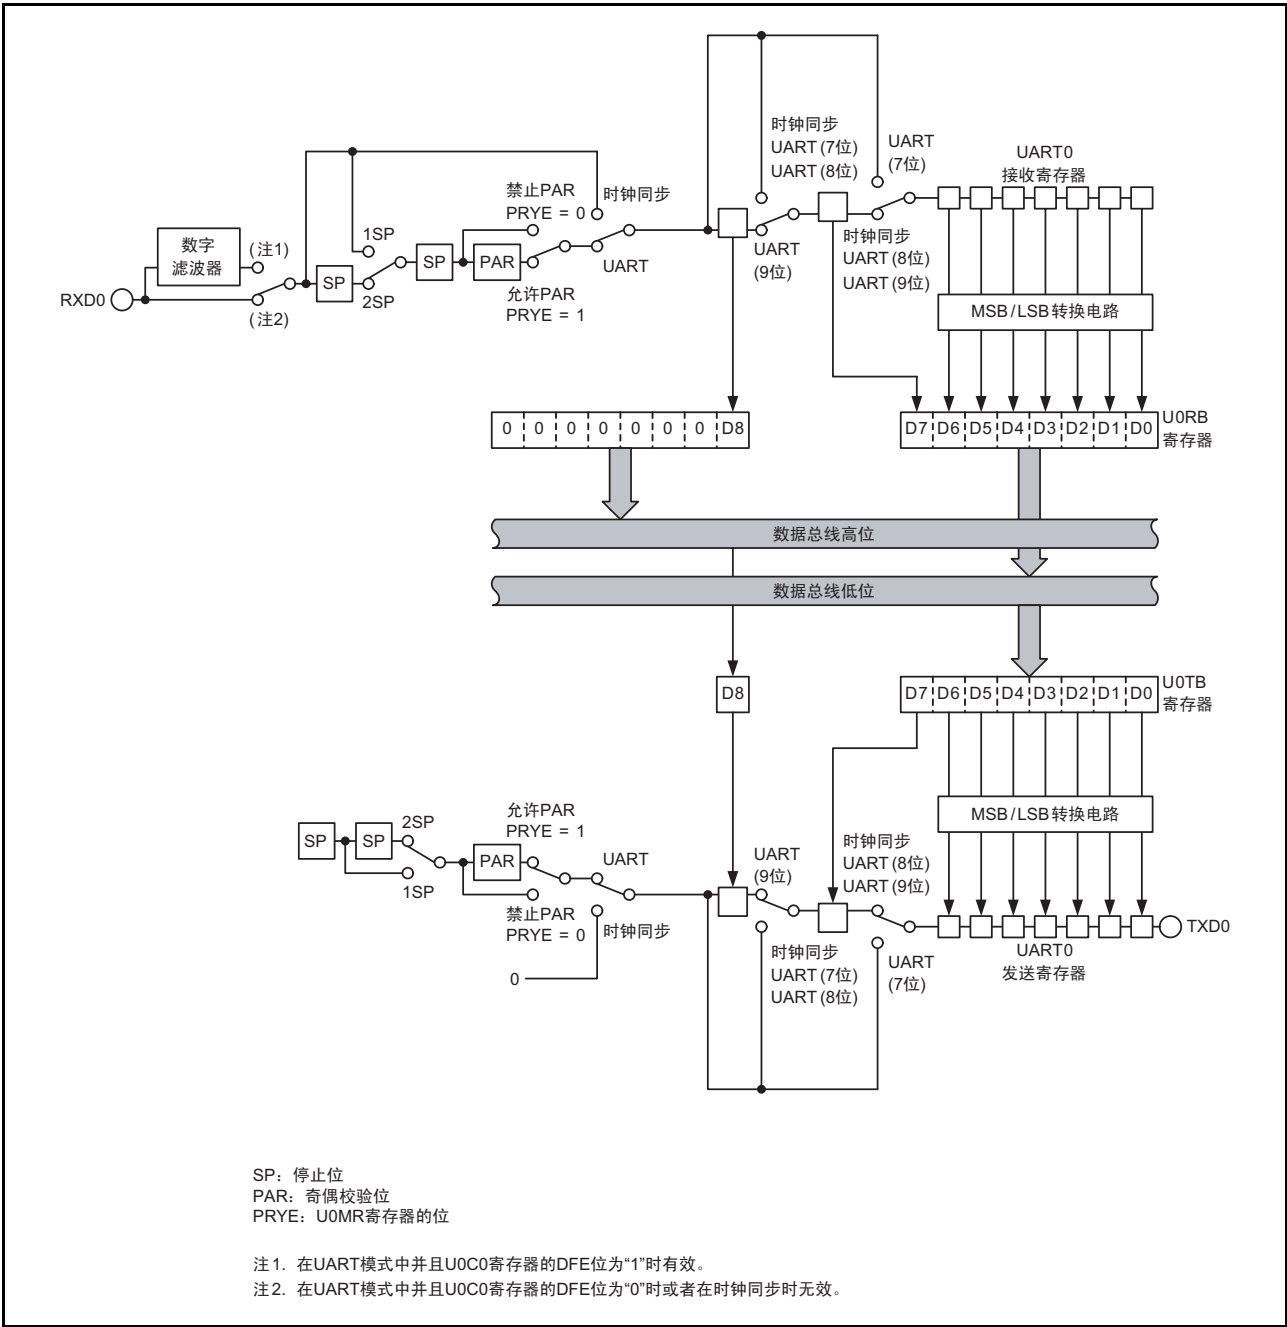 时钟同步
UART (7位)
UART (8位)
UART
(7位)
UART0
接收寄存器
禁止PAR
PRYE = 0
时钟同步
1SP
数字
滤波器
(注1)
SP
SP
PAR
UART
UART
(9位)
时钟同步
UART (8位)
UART (9位)
2SP
RXD0
(注2)
允许PAR
PRYE = 1
MSB/LSB转换电路
0 0 0 0 0 0 0 D8
D7 D6 D5 D4 D3 D2 D1 D0
U0RB
寄存器
数据总线高位
数据总线低位
D8
D7 D6 D5 D4 D3 D2 D1 D0
U0TB
寄存器
MSB/LSB转换电路
允许PAR
PRYE = 1
SP
SP
2SP
1SP
PAR
UART
UART
(9位)
时钟同步
UART (8位)
UART (9位)
禁止PAR
PRYE = 0
时钟同步
0
时钟同步
UART (7位)
UART (8位)
UART
(7位)
UART0
发送寄存器
TXD0
SP：停止位
PAR：奇偶校验位
PRYE：U0MR寄存器的位
注1. 在UART模式中并且U0C0寄存器的DFE位为“1”时有效。
注2. 在UART模式中并且U0C0寄存器的DFE位为“0”时或者在时钟同步时无效。